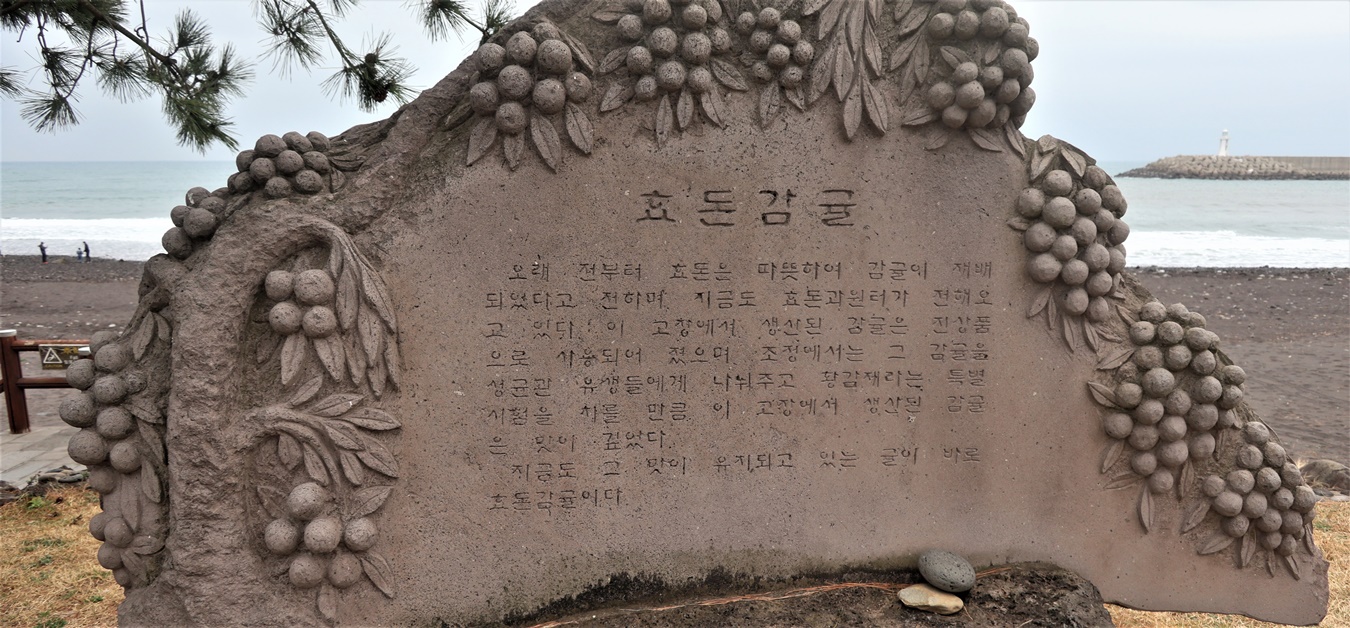 효돈감귤
오래 전부터 효돈은 따뜻하여 감귤이 재배
되었다고 전하며, 지금도 효돈과원터가 전해오
고 있다. 이 고장에서 생산된 감귤은 진상품
으로 사용되어 졌으며, 조정에서는 그 감귤을
성균관 유생들에게 나눠주고 황감제라는 특별
시험을 치를 만큼 이 고장에서 생산된 감귤
은 맛이 깊었다.
지금도 그 맛이 유지되고 있는 귤이 바로
효돈감귤이다